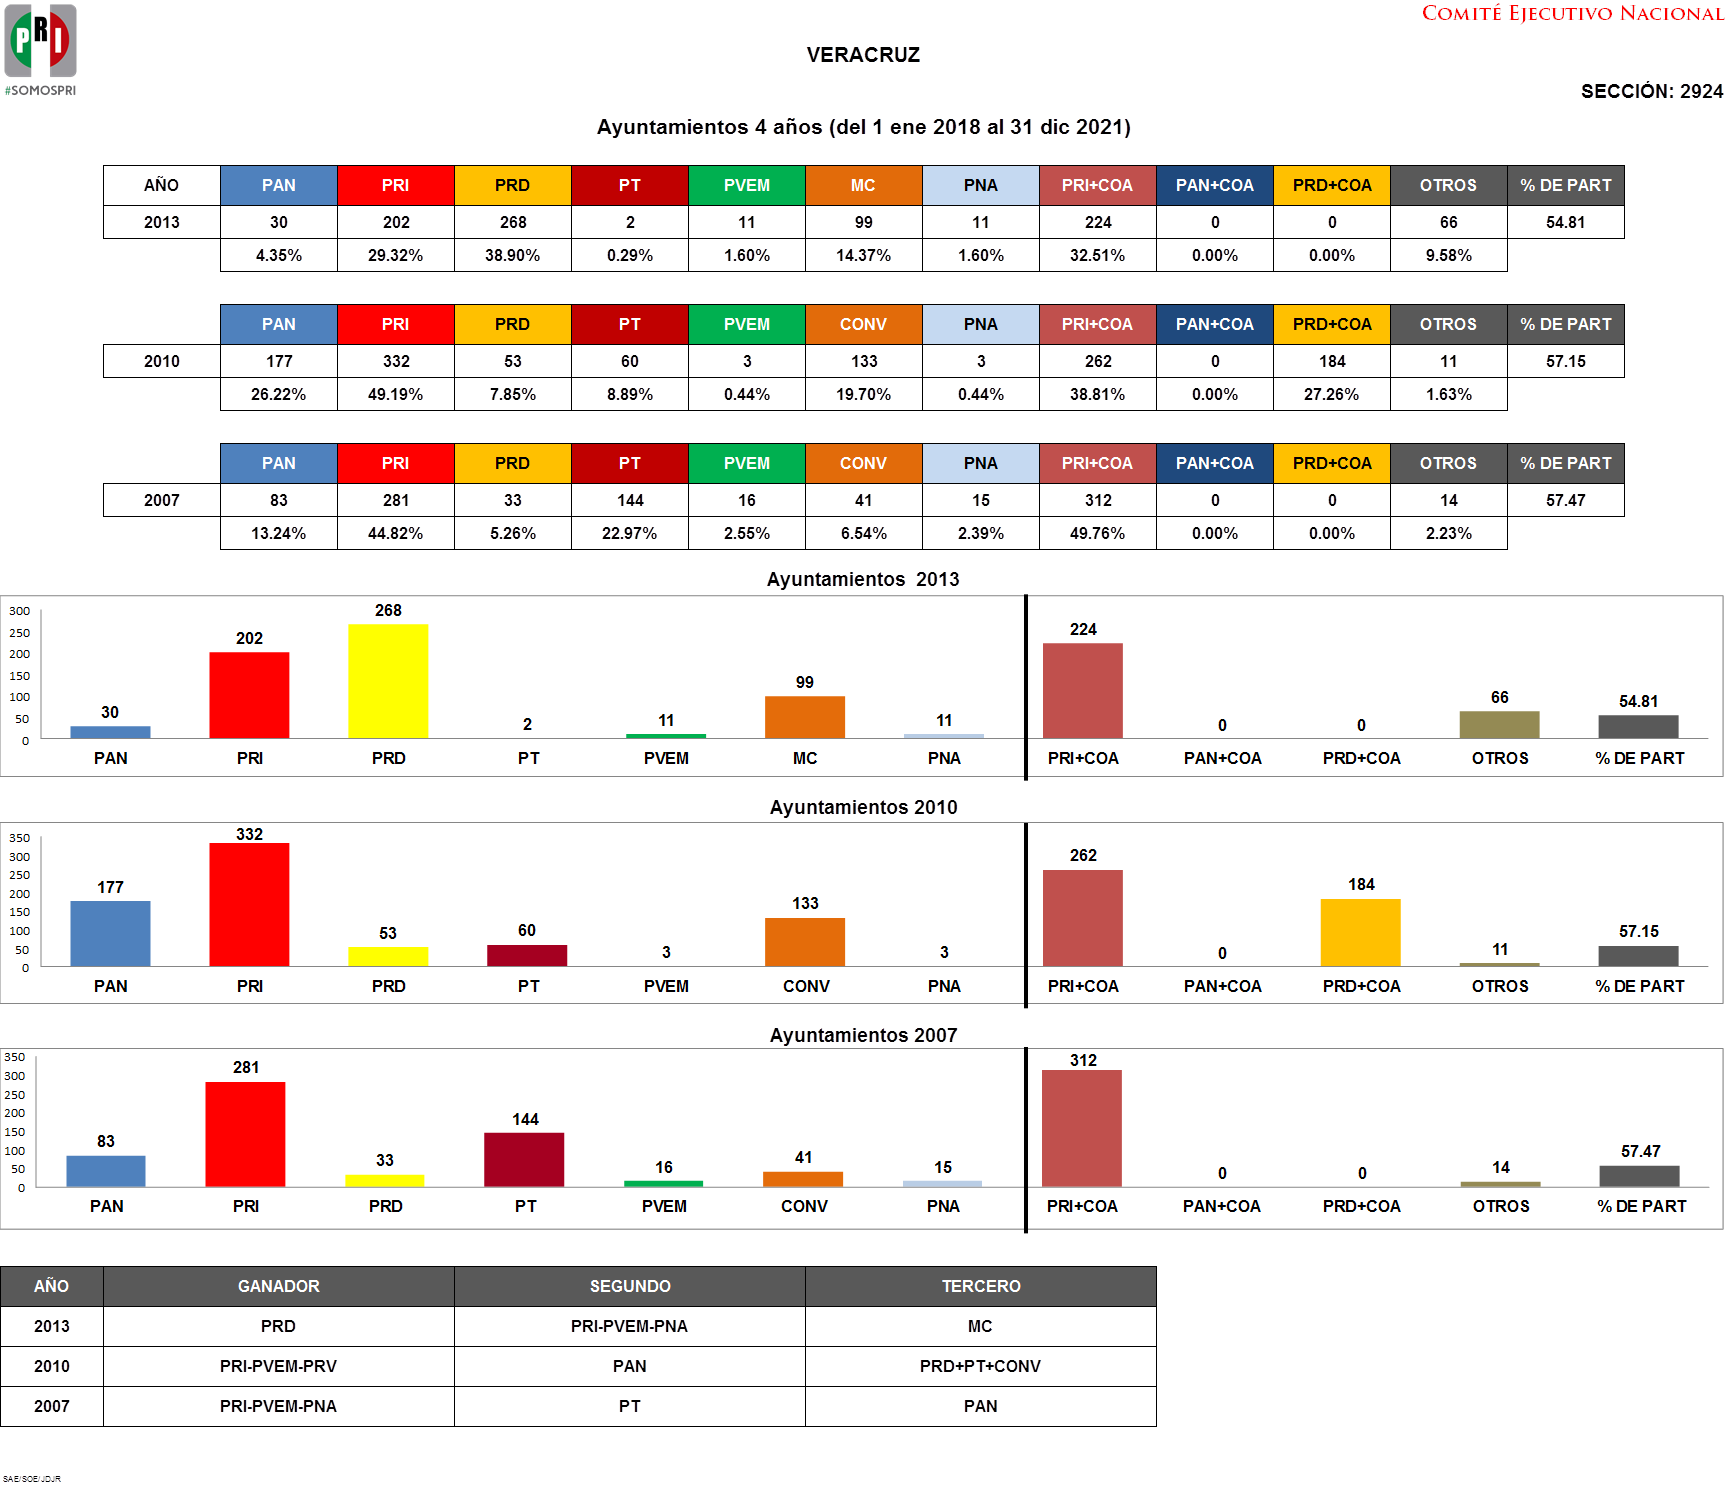 PRI
#SOMOSPRI
COMITÉ EJECUTIVO NACIONAL
VERACRUZ
SECCIÓN: 2924
Ayuntamientos 4 años (del 1 ene 2018 al 31 dic 2021)
AÑO PAN PRI PRD PT PVEM MC PNA PRI+COA PAN+COA PRD+COA OTROS % DE PART
2013 30 202 268 2 11 99 11 224 0 0 66 54.81
4.35% 29.32% 38.90% 0.29% 1.60% 14.37% 1.60% 32.51% 0.00% 0.00% 9.58%
PAN PRI PRD PT PVEM CONV PNA PRI+COA PAN+COA PRD+COA OTROS % DE PART
2010 177 332 53 60 3 133 3 262 0 184 11 57.15
26.22% 49.19% 7.85% 8.89% 0.44% 19.70% 0.44% 38.81% 0.00% 27.26% 1.63%
PAN PRI PRD PT PVEM CONV PNA PRI+COA PAN+COA PRD+COA OTROS % DE PART
2007 83 281 33 144 16 41 15 312 0 0 14 57.47
13.24% 44.82% 5.26% 22.97% 2.55% 6.54% 2.39% 49.76% 0.00% 0.00% 2.23%
Ayuntamientos 2013
300
250
200
150
100
50
0
30 202 268 2 11 99 11 224 0 0 66 54.81
PAN PRI PRD PT PVEM MC PNA PRI+COA PAN+COA PRD+COA OTROS % DE PART
Ayuntamientos 2010
350
300
250
200
150
100
50
0
177 332 53 60 3 133 3 262 0 184 11 57.15
PAN PRI PRD PT PVEM CONV PNA PRI+COA PAN+COA PRD+COA OTROS % DE PART
Ayuntamientos 2007
350
300
250
200
150
100
50
0
83 281 33 144 16 41 15 312 0 0 14 57.47
PAN PRI PRD PT PVEM CONV PNA PRI+COA PAN+COA PRD+COA OTROS % DE PART
AÑO GANADOR SEGUNDO TERCERO
2013 PRD PRI-PVEM-PNA MC
2010 PRI-PVEM-PRV PAN PRD+PT+CONV
2007 PRI-PVEM-PNA PT PAN
SAE/SOE/JDJR